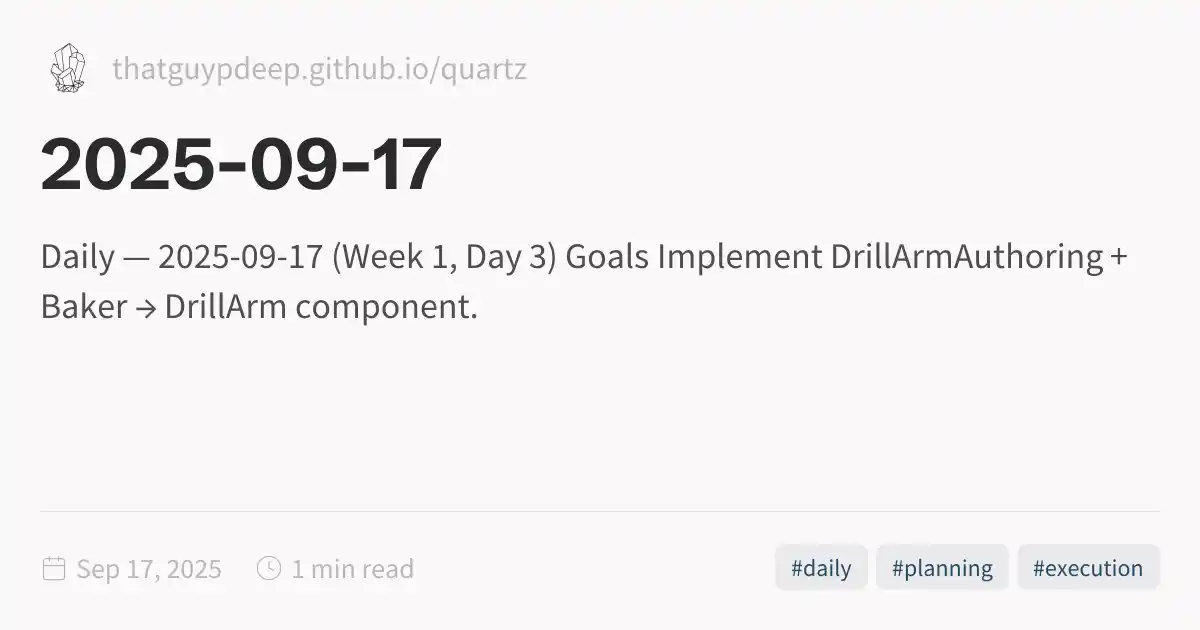 thatguypdeep.github.io/quartz
2025-09-17
Daily — 2025-09-17 (Week 1, Day 3) Goals Implement DrillArmAuthoring +
Baker → DrillArm component.
Sep 17, 2025 1 min read #daily #planning #execution